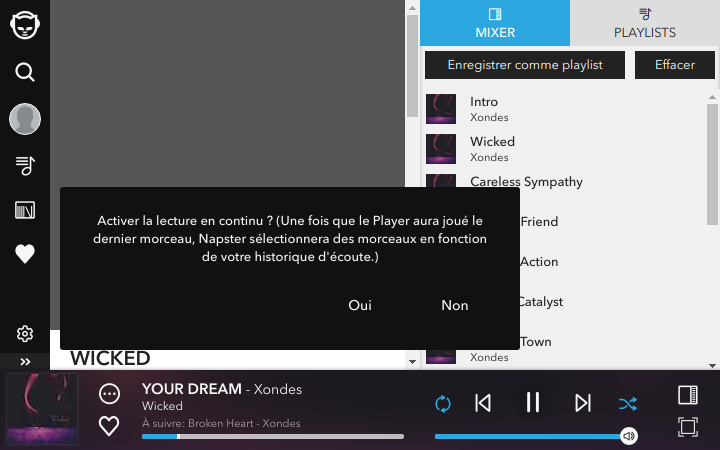 MIXER
PLAYLISTS
Enregistrer comme playlist
Effacer
Intro
Xondes
Wicked
Xondes
Careless Sympathy
Friend
Action
Catalyst
Town
Xondes
Activer la lecture en continu ? (Une fois que le Player aura joué le
dernier morceau, Napster sélectionnera des morceaux en fonction
de votre historique d'écoute.)
Oui
Non
WICKED
YOUR DREAM - Xondes
Wicked
À suivre: Broken Heart - Xondes